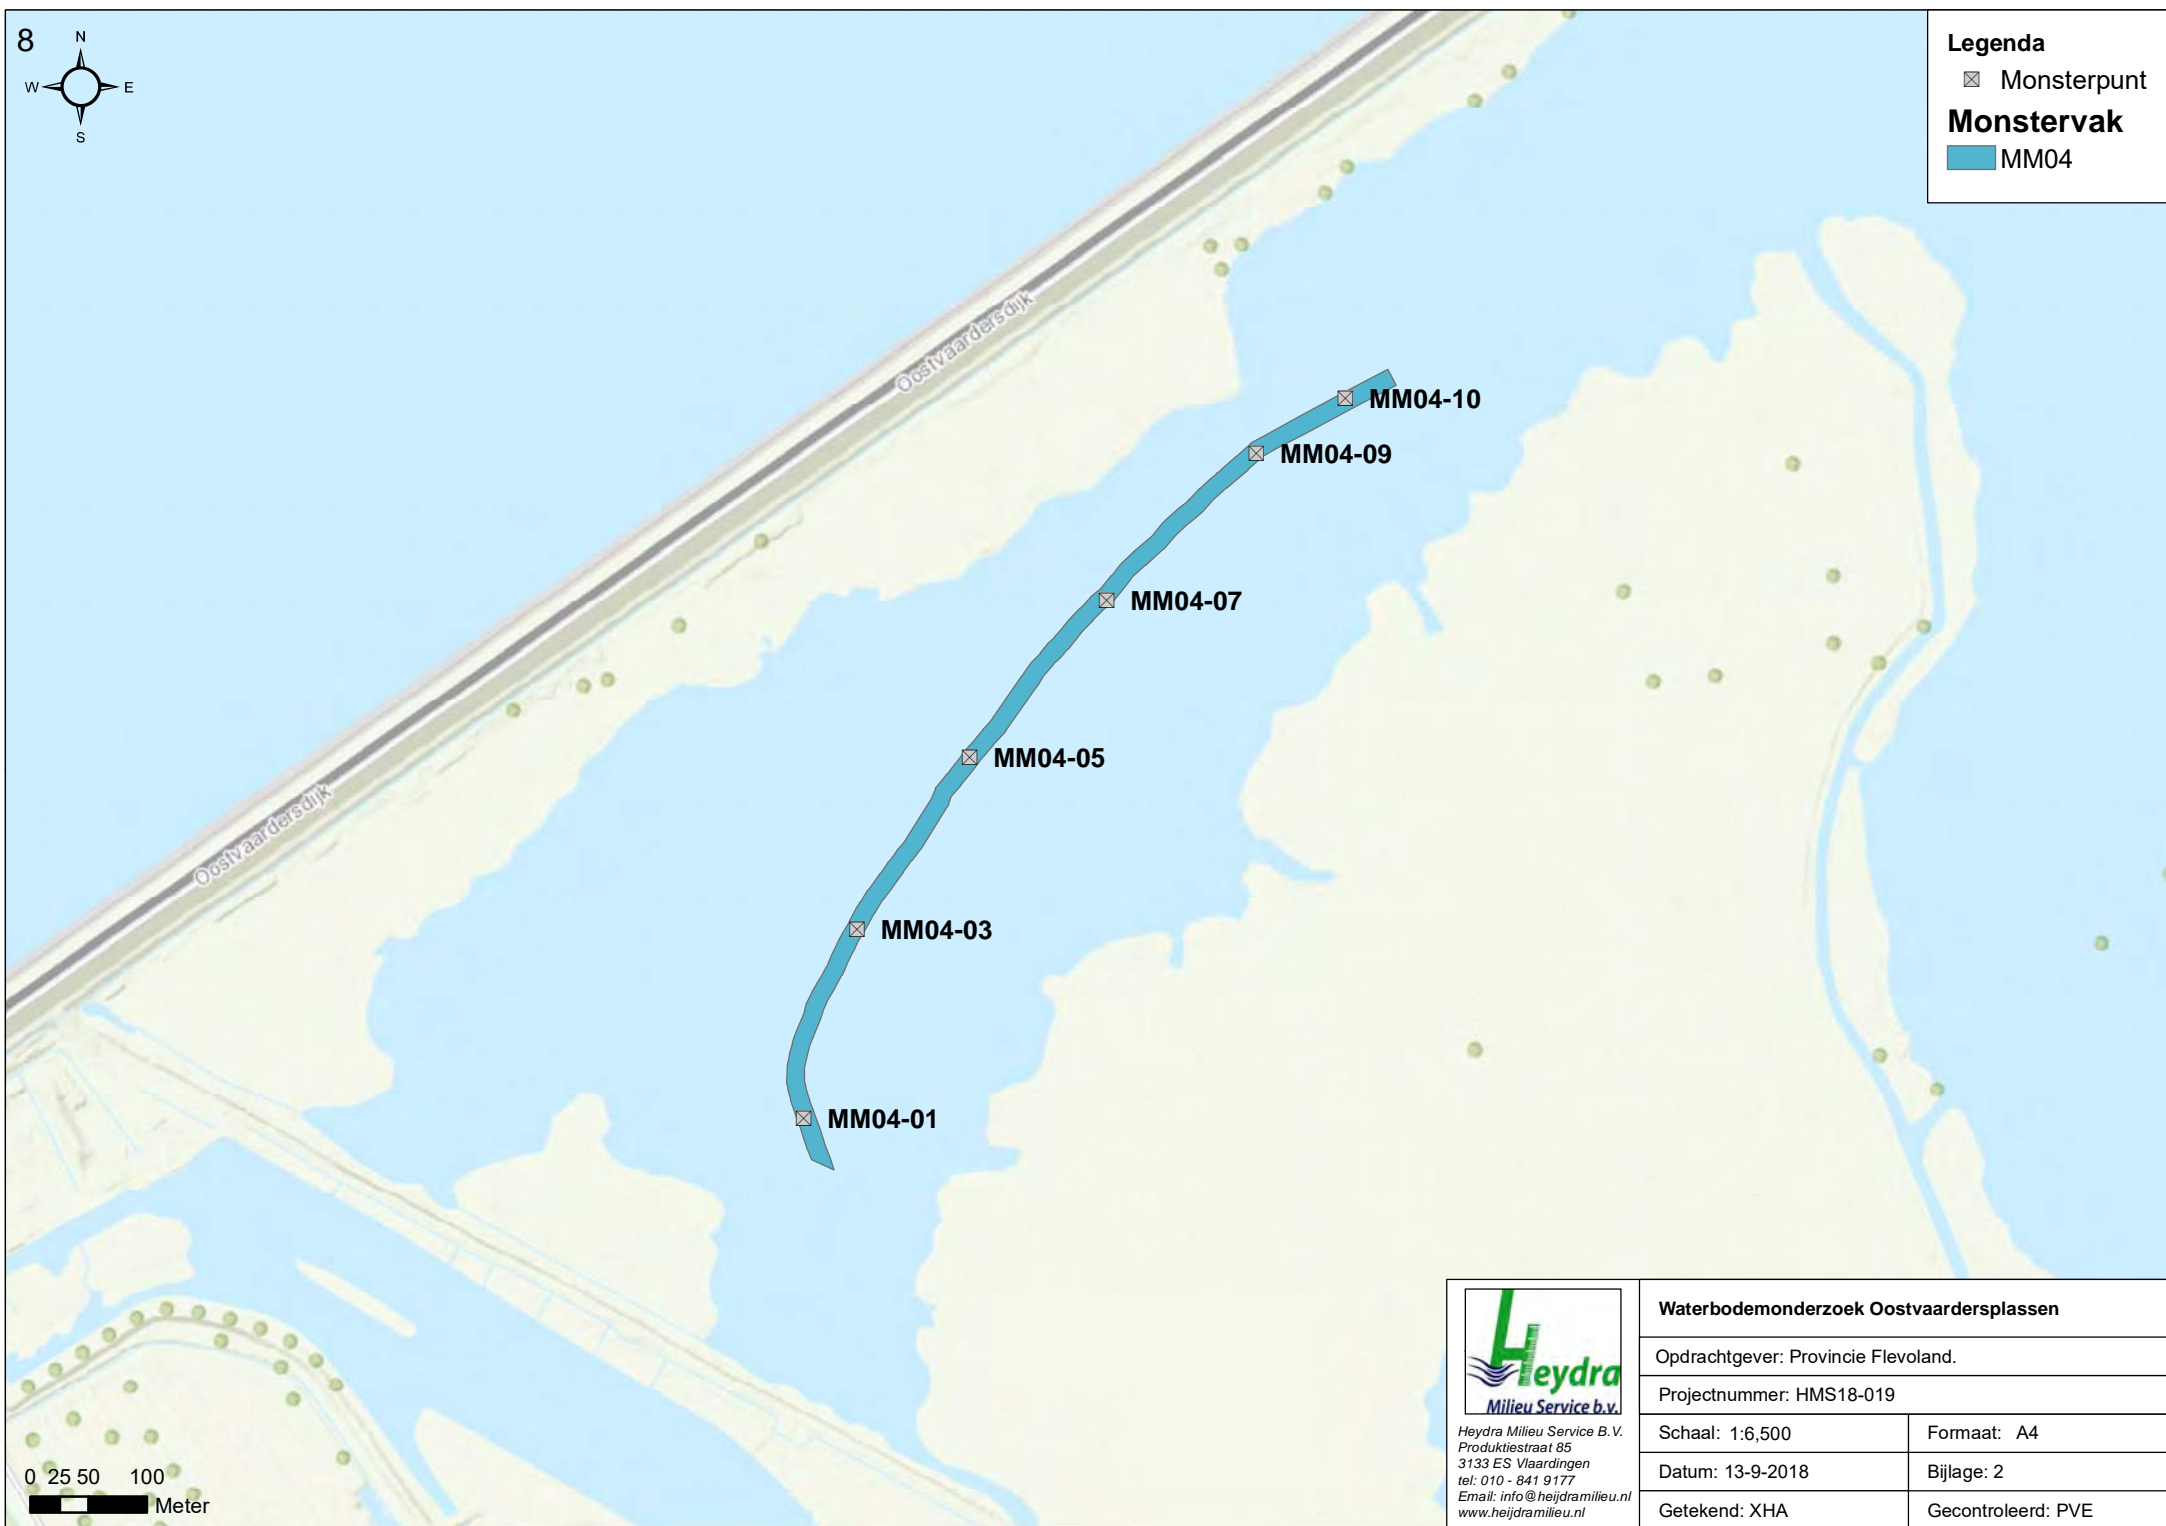 8
N
W E
S
Legenda
Monsterpunt
Monstervak
MM04
Oostvaardersdijk
MM04-10
MM04-09
MM04-07
MM04-05
Oostvaardersdijk
MM04-03
MM04-01
0 25 50 100
Meter
Heydra
Milieu Service b.v.
Heydra Milieu Service B.V.
Produktiestraat 85
3133 ES Vlaardingen
tel: 010 - 841 9177
Email: info@heijdramilieu.nl
www.heijdramilieu.nl
Waterbodemonderzoek Oostvaardersplassen
Opdrachtgever: Provincie Flevoland.
Projectnummer: HMS18-019
Schaal: 1:6,500 Formaat: A4
Datum: 13-9-2018 Bijlage: 2
Getekend: XHA Gecontroleerd: PVE